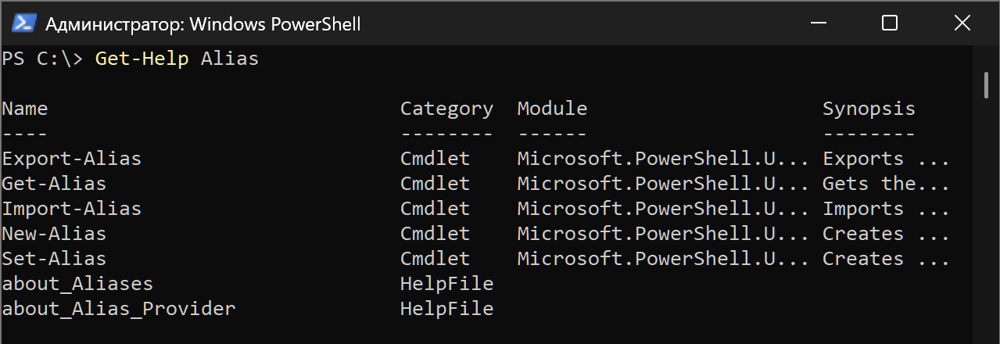 Администратор: Windows PowerShell
PS C:\> Get-Help Alias
Name Category Module Synopsis
---- -------- ------ --------
Export-Alias Cmdlet Microsoft.PowerShell.U... Exports ...
Get-Alias Cmdlet Microsoft.PowerShell.U... Gets the...
Import-Alias Cmdlet Microsoft.PowerShell.U... Imports ...
New-Alias Cmdlet Microsoft.PowerShell.U... Creates ...
Set-Alias Cmdlet Microsoft.PowerShell.U... Creates ...
about_Aliases HelpFile
about_Alias_Provider HelpFile